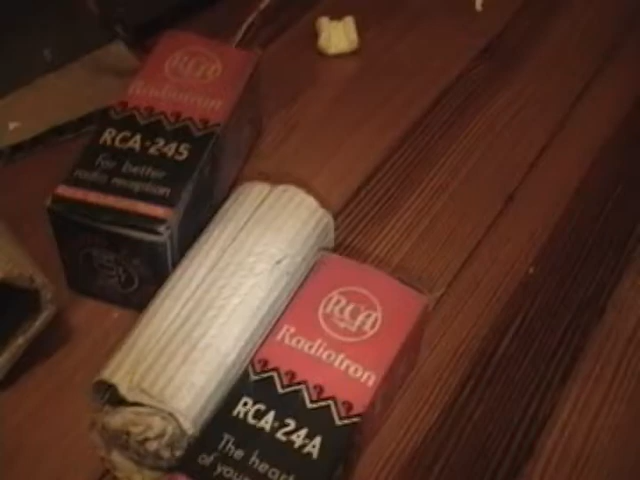 RCA
Radiotron
RCA-245
for better
radio reception
RCA
Radiotron
RCA-24-A
The heart
of your